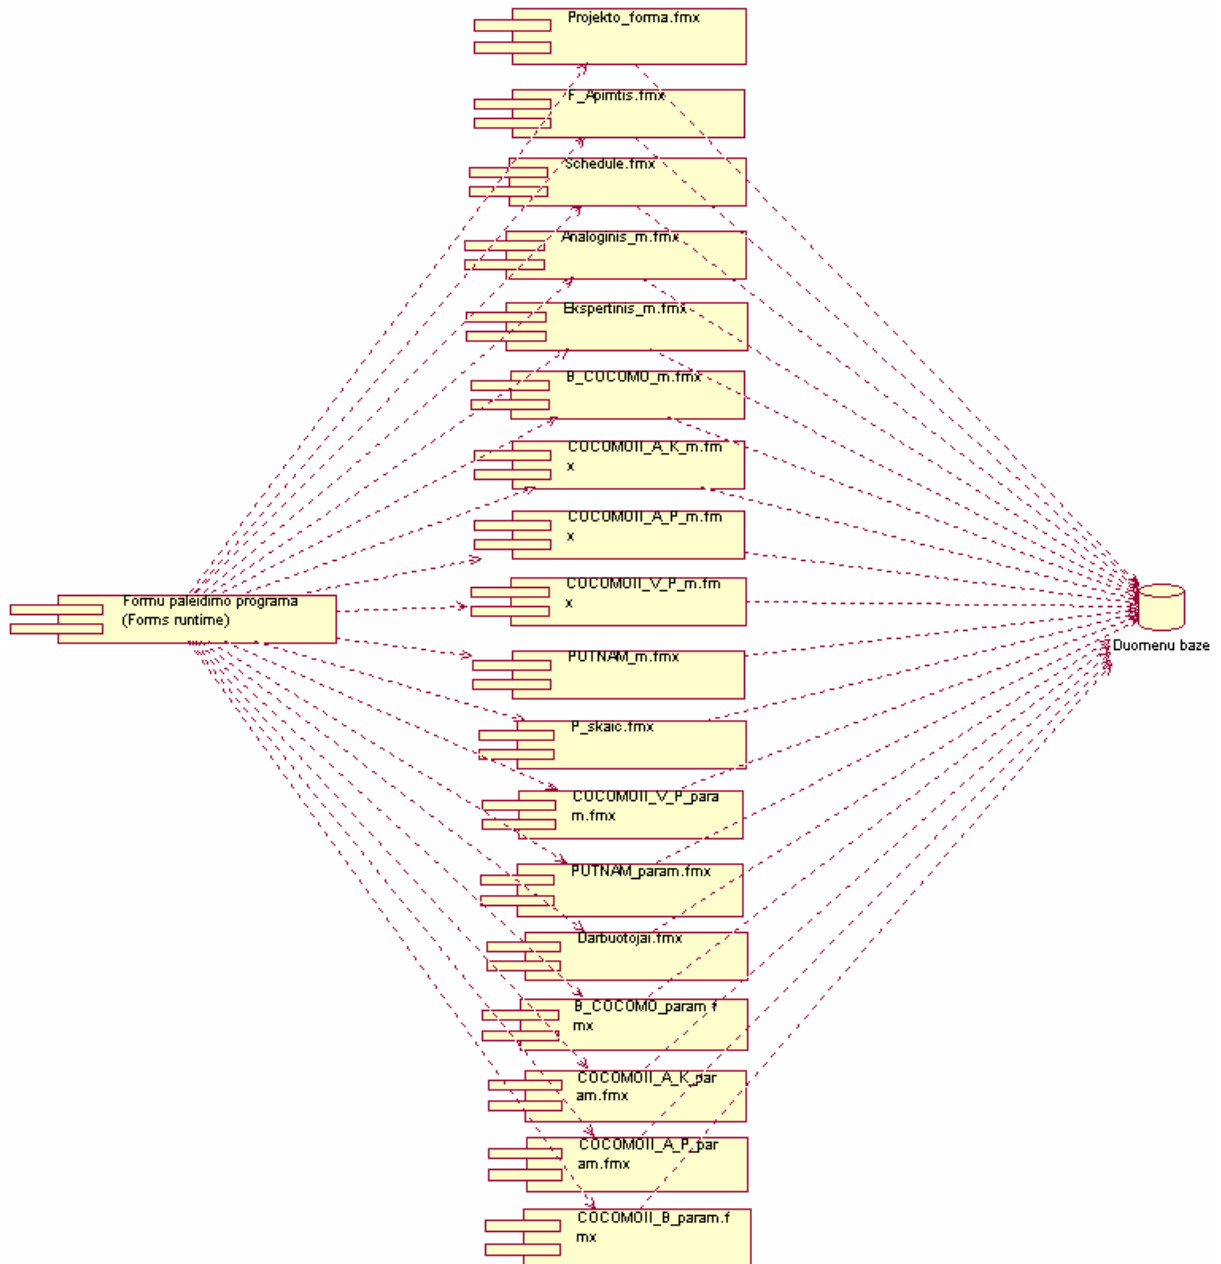 Projekto_forma.fmx
F_Apimtis.fmx
Schedule.fmx
Analoginis_m.fmx
Ekspertinis_m.fmx
B_COCOMO_m.fmx
COCOMOII_A_K_m.fm
x
COCOMOII_A_P_m.fm
x
COCOMOII_V_P_m.fm
x
Formu paleidimo programa
(Forms runtime)
Duomenu baze
PUTNAM_m.fmx
P_skaic.fmx
COCOMOII_V_P_para
m.fmx
PUTNAM_param.fmx
Darbuotojai.fmx
B_COCOMO_param.f
mx
COCOMOII_A_K_par
am.fmx
COCOMOII_A_P_par
am.fmx
COCOMOII_B_param.f
mx